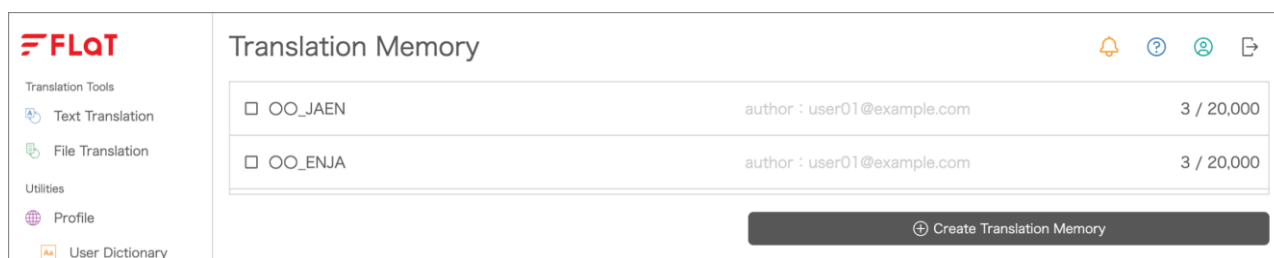 FLaT
Translation Memory
Translation Tools
Text Translation
File Translation
Utilities
Profile
Aa User Dictionary
OO_JAEN author：user01@example.com 3 / 20,000
OO_ENJA author：user01@example.com 3 / 20,000
Create Translation Memory